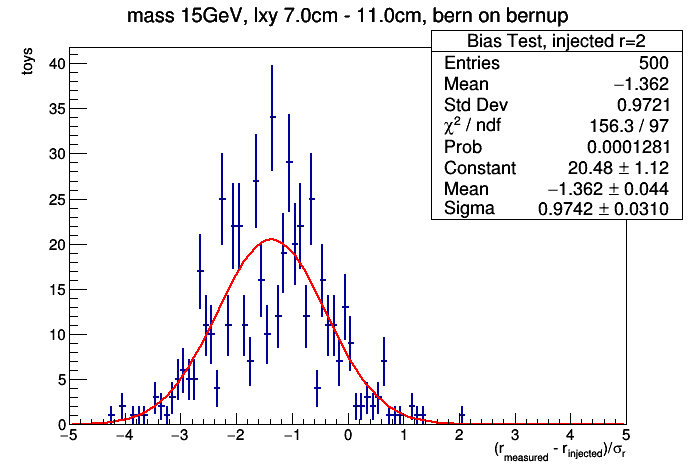 mass 15GeV, lxy 7.0cm - 11.0cm, bern on bernup
Bias Test, injected r=2
Entries 500
Mean −1.362
Std Dev 0.9721
χ² / ndf 156.3 / 97
Prob 0.0001281
Constant 20.48 ± 1.12
Mean −1.362 ± 0.044
Sigma 0.9742 ± 0.0310
toys
40
35
30
25
20
15
10
5
0
−5 −4 −3 −2 −1 0 1 2 3 4 5
(r_measured - r_injected)/σ_r